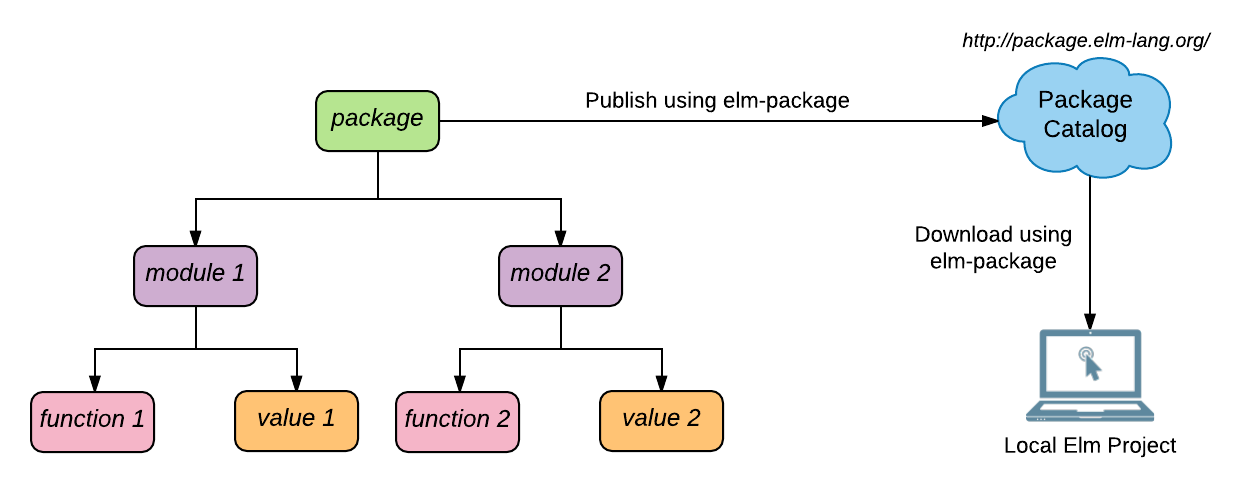 http://package.elm-lang.org/
package
Publish using elm-package
Package
Catalog
Download using
elm-package
module 1
module 2
function 1
value 1
function 2
value 2
Local Elm Project